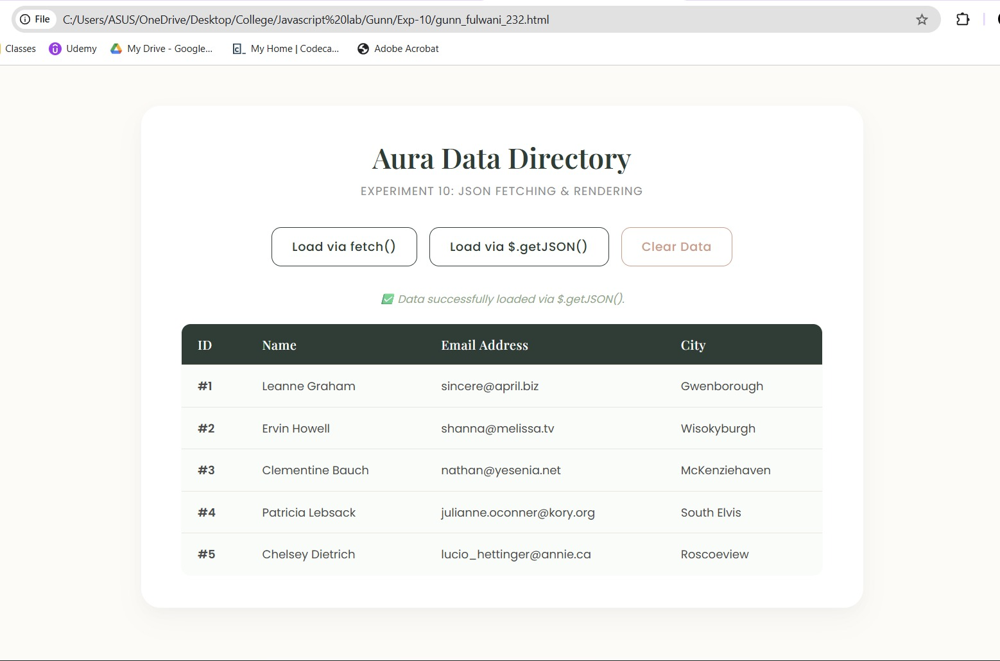 File C:/Users/ASUS/OneDrive/Desktop/College/Javascript%20lab/Gunn/Exp-10/gunn_fulwani_232.html
Classes Udemy My Drive - Google... My Home | Codeca... Adobe Acrobat
Aura Data Directory
EXPERIMENT 10: JSON FETCHING & RENDERING
Load via fetch() Load via $.getJSON() Clear Data
✅ Data successfully loaded via $.getJSON().
ID Name Email Address City
#1 Leanne Graham sincere@april.biz Gwenborough
#2 Ervin Howell shanna@melissa.tv Wisokyburgh
#3 Clementine Bauch nathan@yesenia.net McKenziehaven
#4 Patricia Lebsack julianne.oconner@kory.org South Elvis
#5 Chelsey Dietrich lucio_hettinger@annie.ca Roscoeview